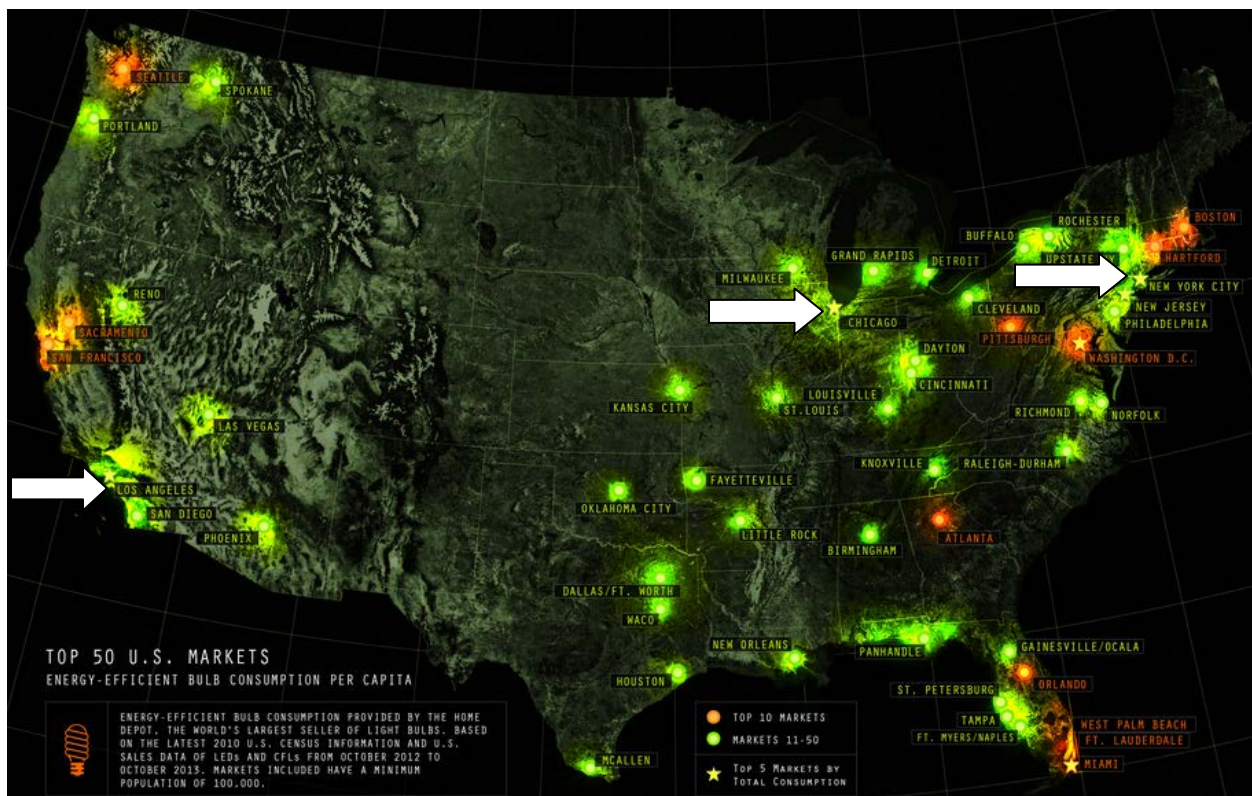 SEATTLE
SPOKANE
PORTLAND
ROCHESTER
BOSTON
BUFFALO
UPSTATE NY
HARTFORD
GRAND RAPIDS
DETROIT
MILWAUKEE
NEW YORK CITY
RENO
CLEVELAND
NEW JERSEY
CHICAGO
PHILADELPHIA
SACRAMENTO
PITTSBURGH
SAN FRANCISCO
DAYTON
WASHINGTON D.C.
CINCINNATI
LOUISVILLE
KANSAS CITY
ST.LOUIS
RICHMOND
NORFOLK
LAS VEGAS
KNOXVILLE
RALEIGH-DURHAM
FAYETTEVILLE
LOS ANGELES
OKLAHOMA CITY
SAN DIEGO
LITTLE ROCK
PHOENIX
ATLANTA
BIRMINGHAM
DALLAS/FT. WORTH
WACO
NEW ORLEANS
PANHANDLE
GAINESVILLE/OCALA
HOUSTON
ORLANDO
ST. PETERSBURG
TAMPA
WEST PALM BEACH
FT. MYERS/NAPLES
FT. LAUDERDALE
MCALLEN
MIAMI
TOP 50 U.S. MARKETS
ENERGY-EFFICIENT BULB CONSUMPTION PER CAPITA
ENERGY-EFFICIENT BULB CONSUMPTION PROVIDED BY THE HOME
DEPOT, THE WORLD'S LARGEST SELLER OF LIGHT BULBS. BASED
ON THE LATEST 2010 U.S. CENSUS INFORMATION AND U.S.
SALES DATA OF LEDs AND CFLs FROM OCTOBER 2012 TO
OCTOBER 2013. MARKETS INCLUDED HAVE A MINIMUM
POPULATION OF 100,000.
TOP 10 MARKETS
MARKETS 11-50
TOP 5 MARKETS BY
TOTAL CONSUMPTION